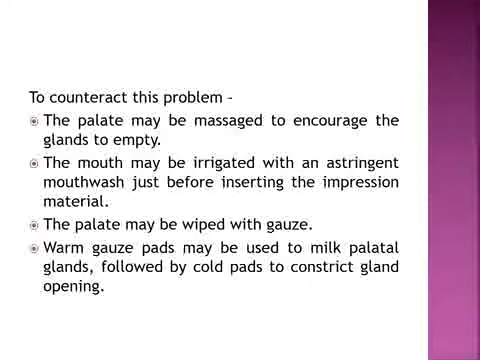 To counteract this problem –
The palate may be massaged to encourage the
glands to empty.
The mouth may be irrigated with an astringent
mouthwash just before inserting the impression
material.
The palate may be wiped with gauze.
Warm gauze pads may be used to milk palatal
glands, followed by cold pads to constrict gland
opening.